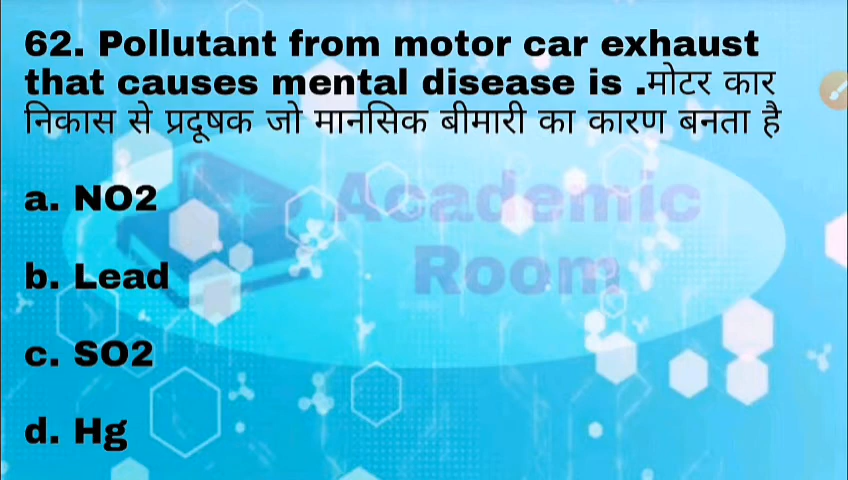 62. Pollutant from motor car exhaust
that causes mental disease is .मोटर कार
निकास से प्रदूषक जो मानसिक बीमारी का कारण बनता है
a. NO2
Academic
Room
b. Lead
c. SO2
d. Hg